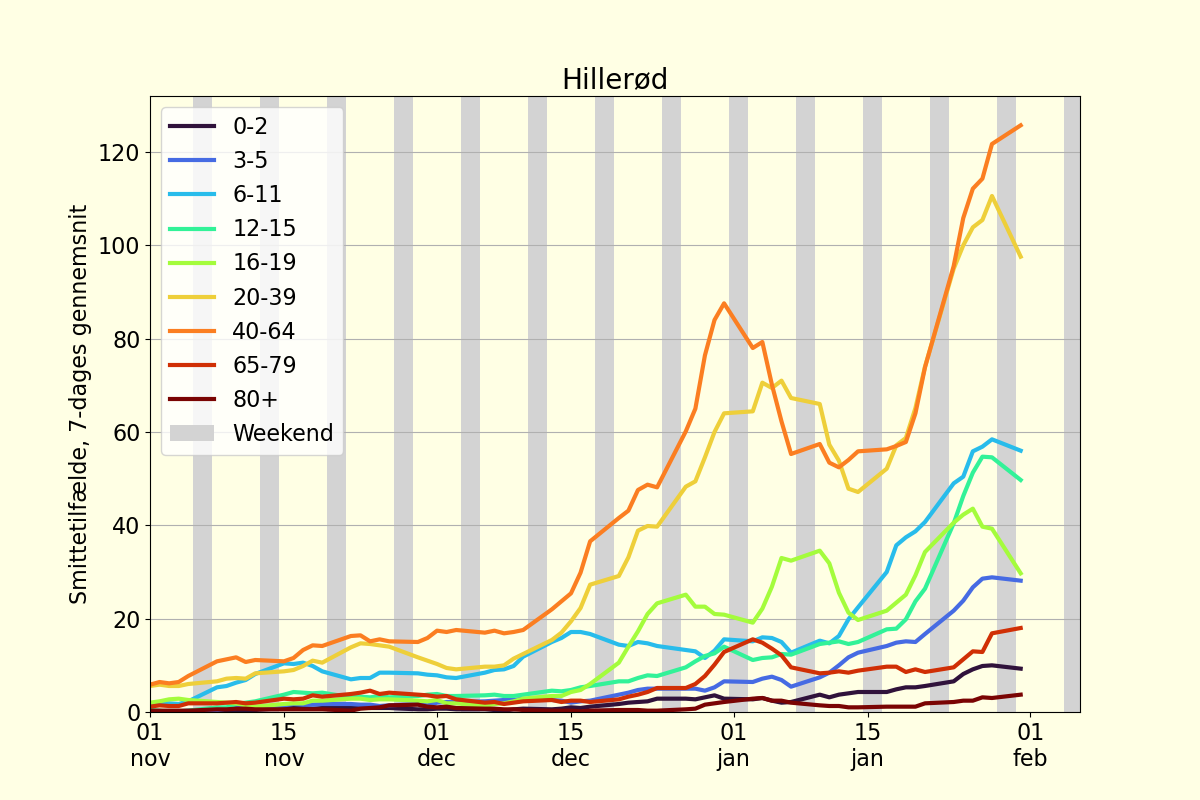 Hillerød
Smittetilfælde, 7-dages gennemsnit
120
100
80
60
40
20
0
0-2
3-5
6-11
12-15
16-19
20-39
40-64
65-79
80+
Weekend
01 nov
15 nov
01 dec
15 dec
01 jan
15 jan
01 feb